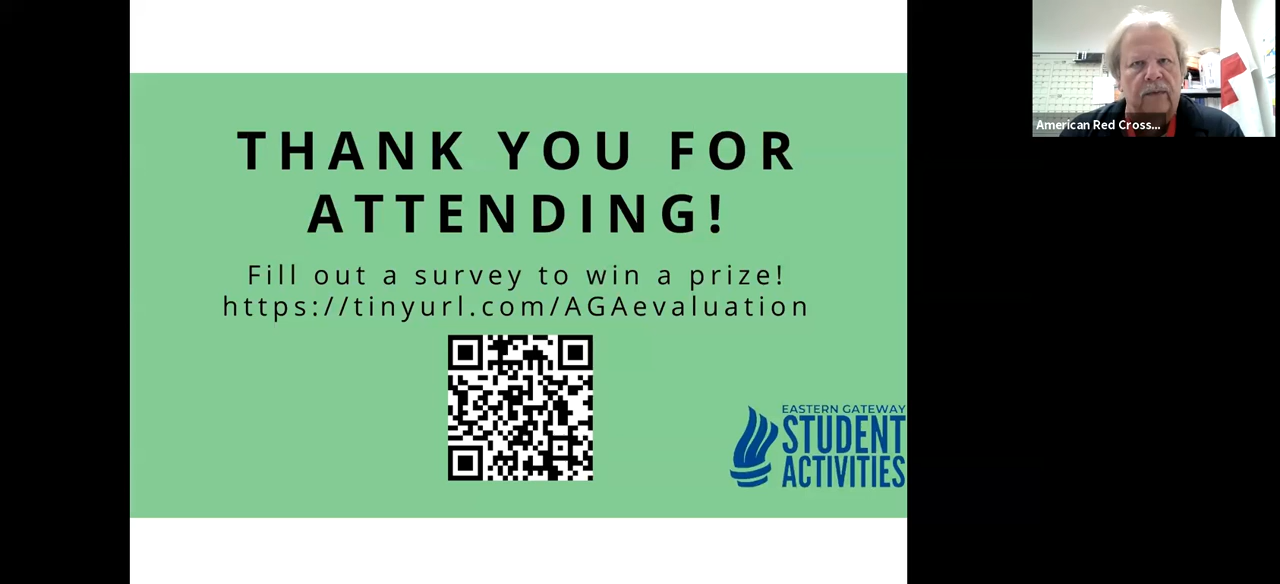 THANK YOU FOR
ATTENDING!
Fill out a survey to win a prize!
https://tinyurl.com/AGAevaluation
EASTERN GATEWAY
STUDENT
ACTIVITIES
American Red Cross...